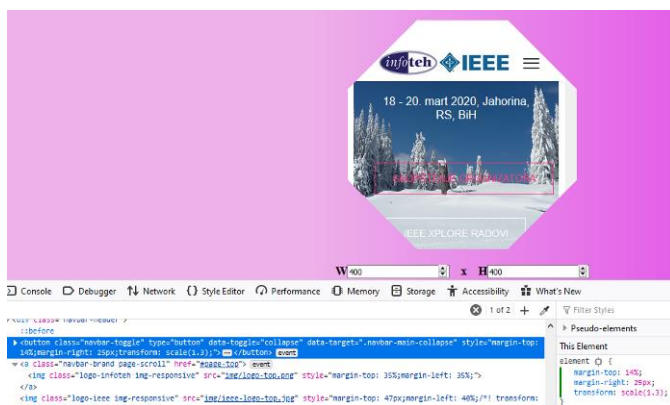 infoteh IEEE
18 - 20. mart 2020, Jahorina,
RS, BiH
IEEE XPLORE RADOVI
W 400 x H 400
Console Debugger Network {} Style Editor Performance Memory Storage Accessibility What's New
1 of 2 + Filter Styles
::before
Pseudo-elements
<button class="navbar-toggle" type="button" data-toggle="collapse" data-target=".navbar-main-collapse" style="margin-top:
14%;margin-right: 25px;transform: scale(1.3);"></button> event
This Element
<a class="navbar-brand page-scroll" href="#page-top"> event
element {
<img class="logo-infoteh img-responsive" src="img/logo-top.png" style="margin-top: 35%;margin-left: 35%;">
margin-top: 14%;
</a>
margin-right: 25px;
<img class="logo-ieee img-responsive" src="img/ieee-logo-top.jpg" style="margin-top: 47px;margin-left: 40%;/*! transform:
transform: scale(1.3);
}